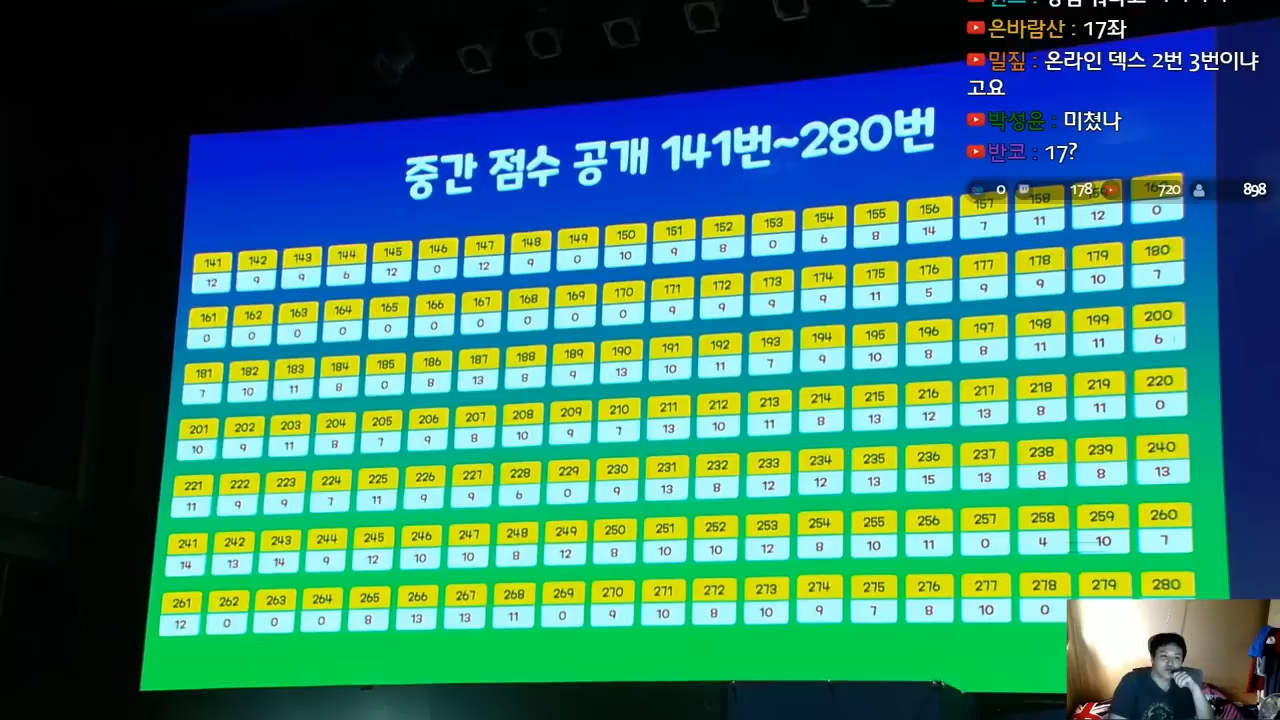 은바람산 : 17좌
밀짚 : 온라인 덱스 2번 3번이냐
고요
박성윤 : 미쳤나
반코 : 17?
0 178 720 898
중간 점수 공개 141번~280번
141 142 143 144 145 146 147 148 149 150 151 152 153 154 155 156 157 158 159 160
12 9 9 6 12 0 12 9 0 10 9 8 0 6 8 14 7 11 12 0
161 162 163 164 165 166 167 168 169 170 171 172 173 174 175 176 177 178 179 180
0 0 0 0 0 0 0 0 0 0 9 9 9 9 11 5 9 9 10 7
181 182 183 184 185 186 187 188 189 190 191 192 193 194 195 196 197 198 199 200
7 10 11 8 0 8 13 8 9 13 10 11 7 9 10 8 8 11 11 6
201 202 203 204 205 206 207 208 209 210 211 212 213 214 215 216 217 218 219 220
10 9 11 8 7 9 8 10 9 7 13 10 11 8 13 12 13 8 11 0
221 222 223 224 225 226 227 228 229 230 231 232 233 234 235 236 237 238 239 240
11 9 9 7 11 9 9 6 0 9 13 8 12 12 13 15 13 8 8 13
241 242 243 244 245 246 247 248 249 250 251 252 253 254 255 256 257 258 259 260
14 13 14 9 12 10 10 8 12 8 10 10 12 8 10 11 0 4 10 7
261 262 263 264 265 266 267 268 269 270 271 272 273 274 275 276 277 278 279 280
12 0 0 0 8 13 13 11 0 9 10 8 10 9 7 8 10 0